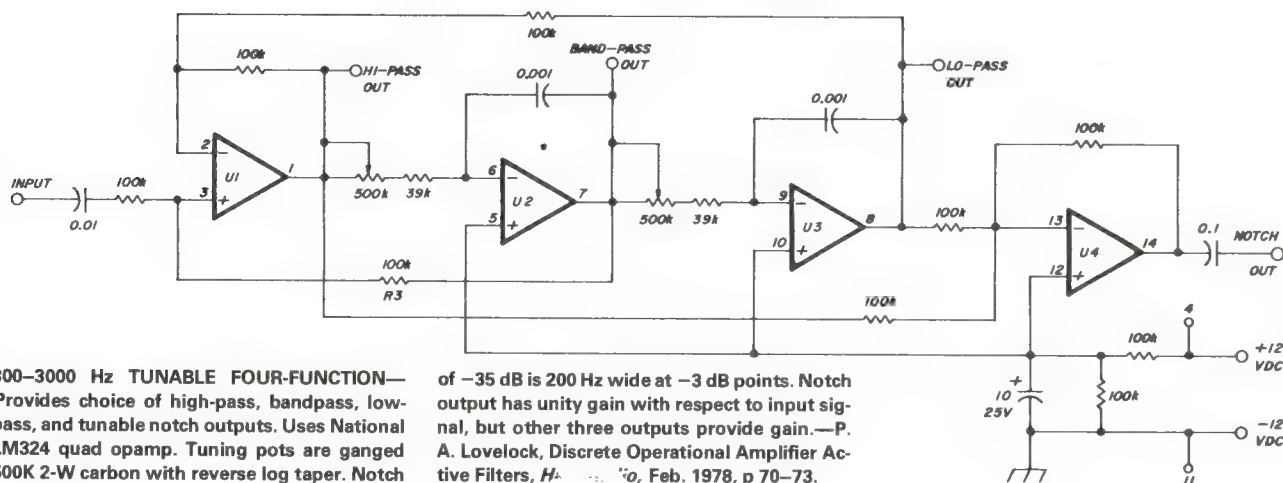 100k
100k
HI-PASS
OUT
BAND-PASS
OUT
0.001
LO-PASS
OUT
0.001
100k
INPUT
0.01
100k
2
3
U1
1
500k
39k
6
5
U2
7
500k
39k
9
10
U3
8
100k
13
12
U4
14
0.1
NOTCH
OUT
100k
R3
100k
4
100k
+12
VDC
+
10
25V
100k
-12
VDC
11
300–3000 Hz TUNABLE FOUR-FUNCTION—
Provides choice of high-pass, bandpass, low-
pass, and tunable notch outputs. Uses National
LM324 quad opamp. Tuning pots are ganged
500K 2-W carbon with reverse log taper. Notch
of −35 dB is 200 Hz wide at −3 dB points. Notch
output has unity gain with respect to input sig-
nal, but other three outputs provide gain.—P.
A. Lovelock, Discrete Operational Amplifier Ac-
tive Filters, Feb. 1978, p 70–73.